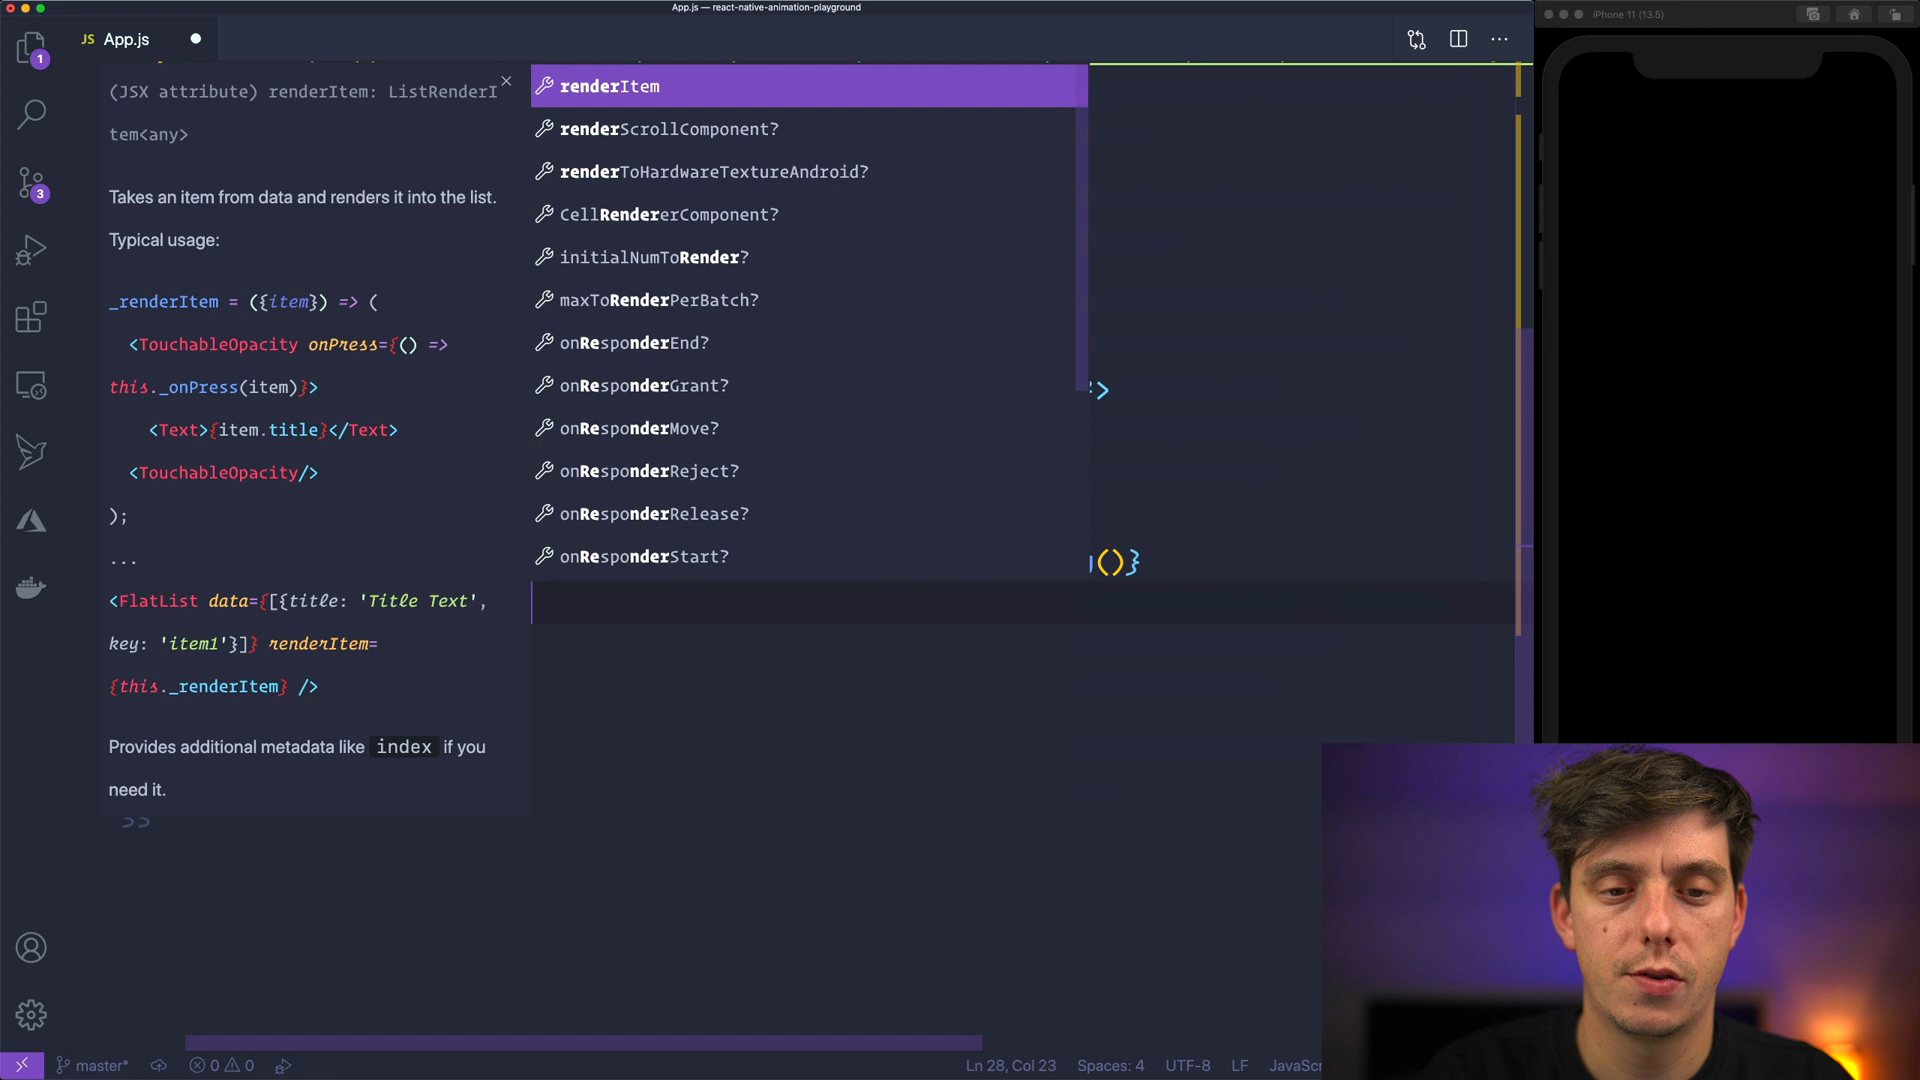 App.js — react-native-animation-playground
JS App.js
iPhone 11 (13.5)
1
3
(JSX attribute) renderItem: ListRenderI
tem<any>
Takes an item from data and renders it into the list.
Typical usage:
_renderItem = ({item}) => (
<TouchableOpacity onPress={() =>
this._onPress(item)}>
<Text>{item.title}</Text>
<TouchableOpacity/>
);
...
<FlatList data={[{title: 'Title Text',
key: 'item1'}]} renderItem=
{this._renderItem} />
Provides additional metadata like index if you
need it.
renderItem
renderScrollComponent?
renderToHardwareTextureAndroid?
CellRendererComponent?
initialNumToRender?
maxToRenderPerBatch?
onResponderEnd?
onResponderGrant?
onResponderMove?
onResponderReject?
onResponderRelease?
onResponderStart?
>
()}
master*
0 0
Ln 28, Col 23
Spaces: 4
UTF-8
LF
JavaSc